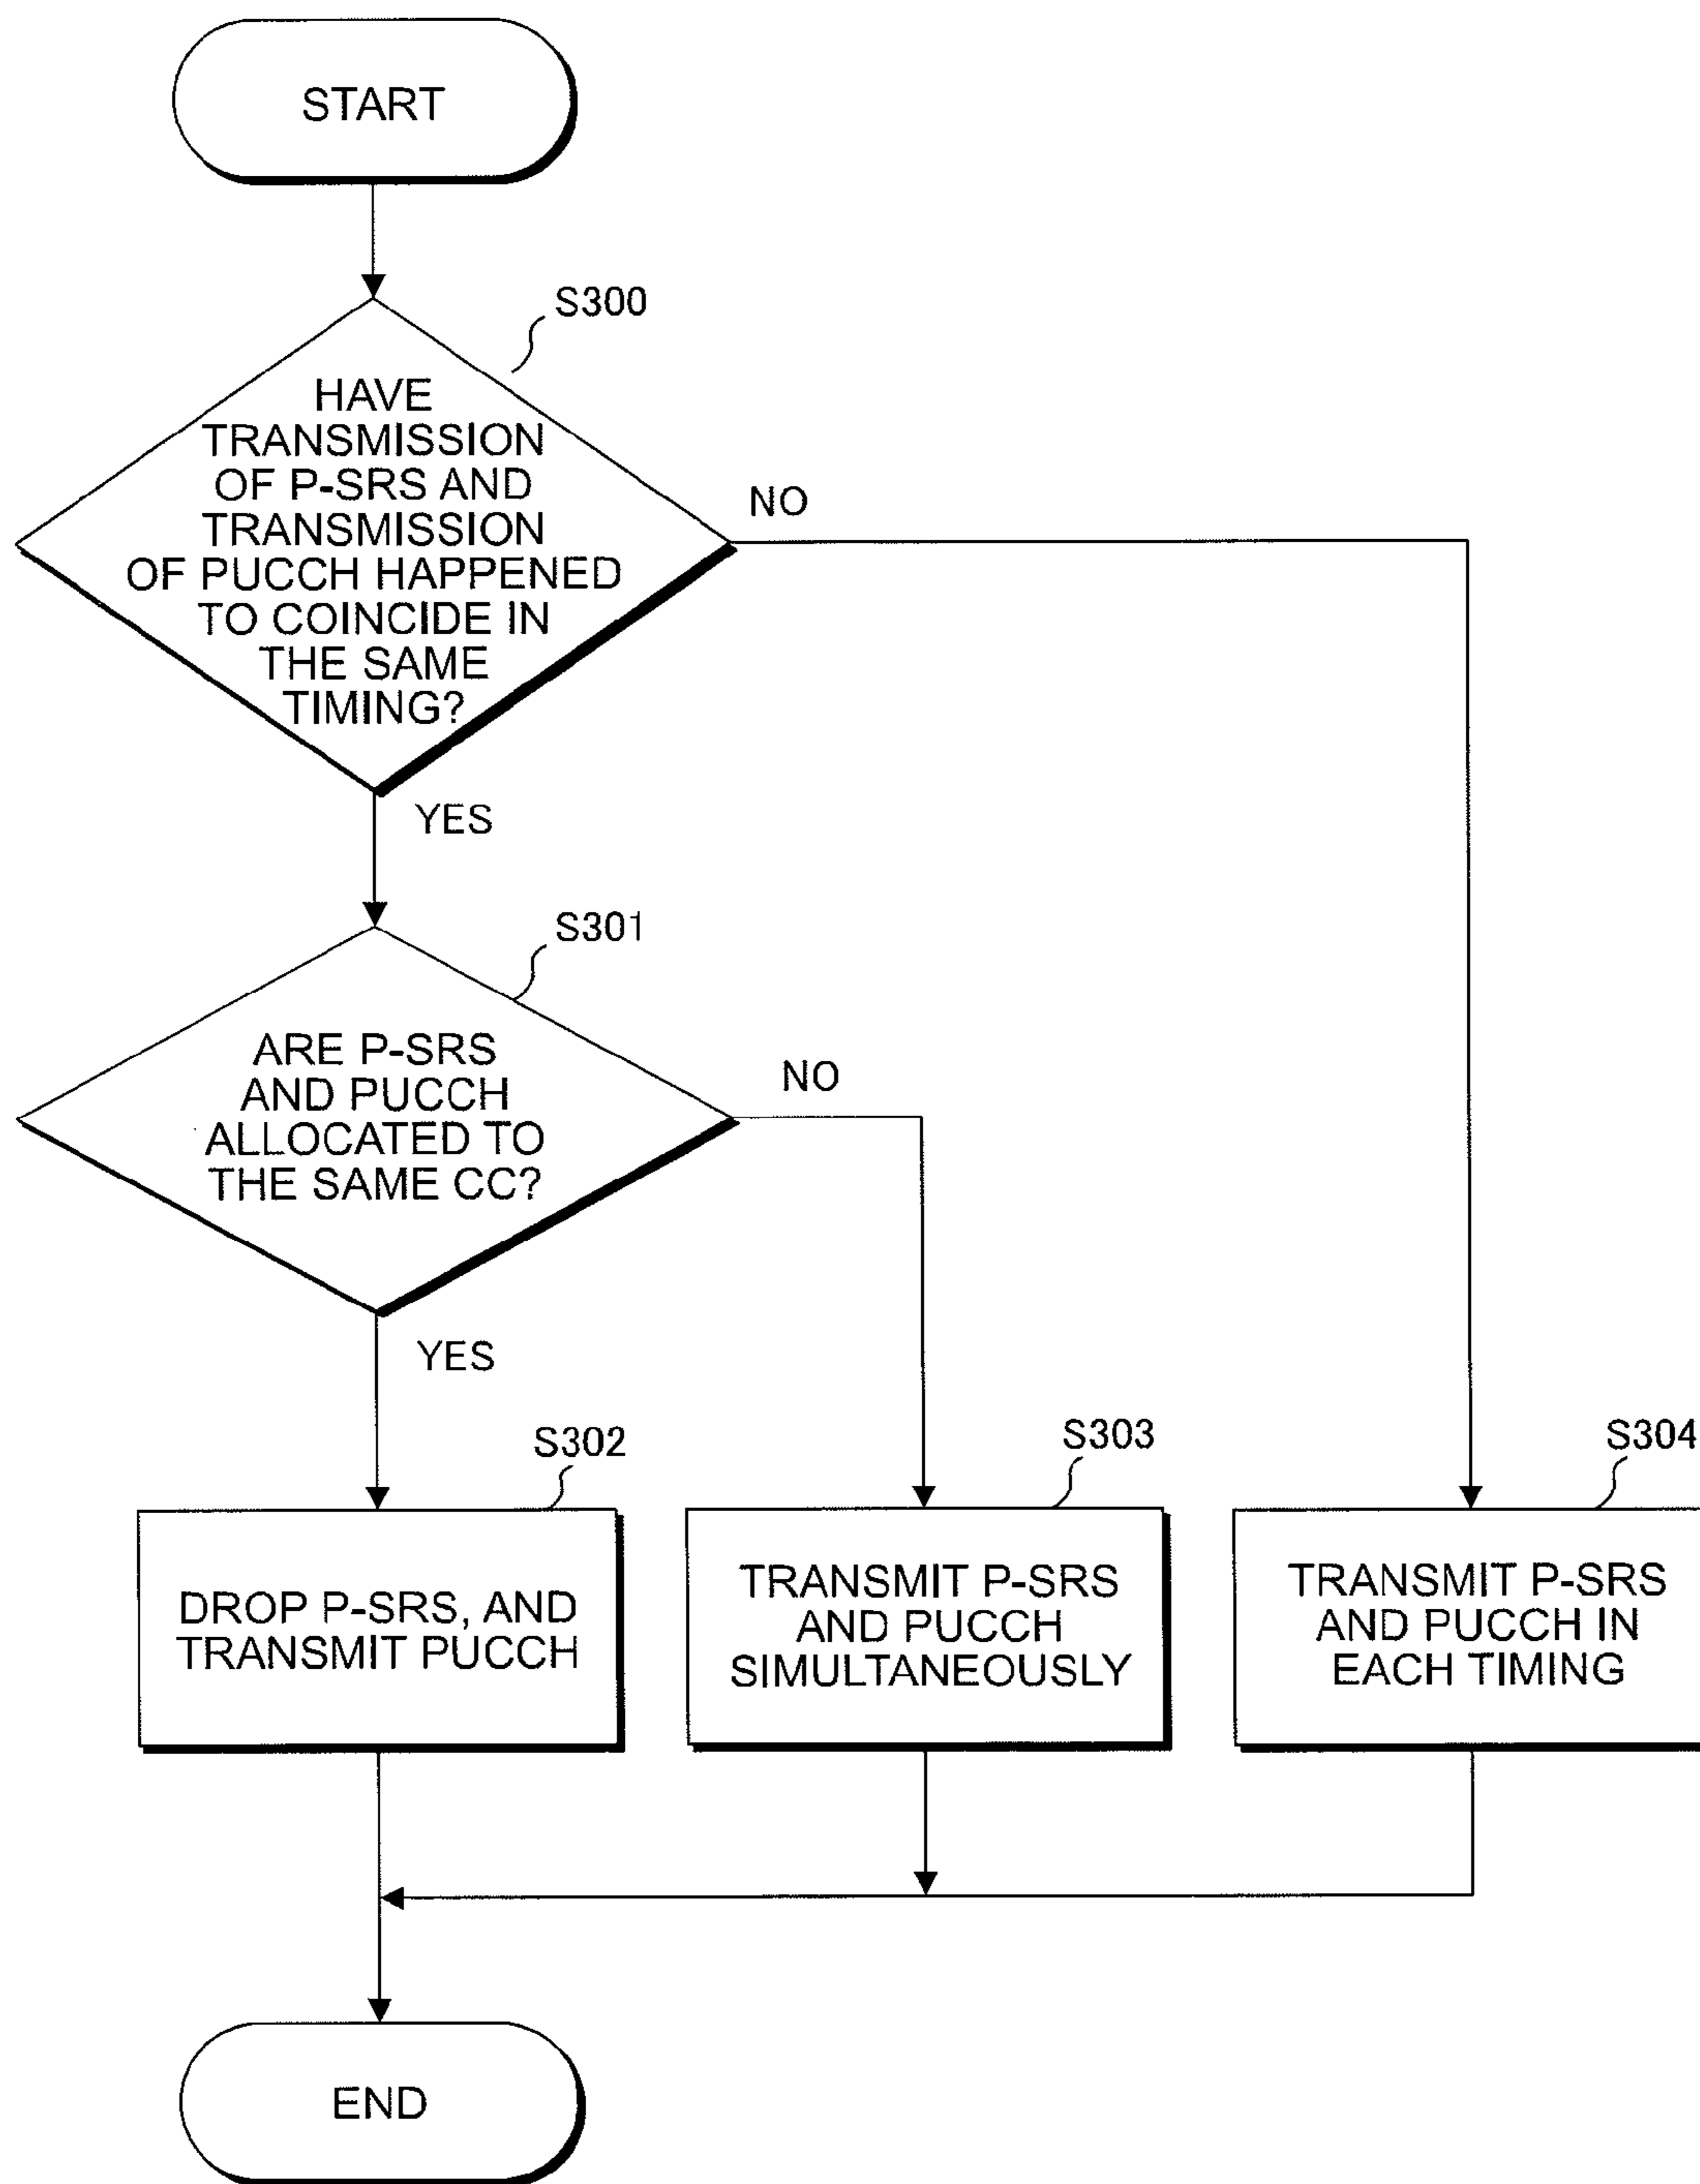 START
S300
HAVE
TRANSMISSION
OF P-SRS AND
TRANSMISSION
OF PUCCH HAPPENED
TO COINCIDE IN
THE SAME
TIMING?
NO
YES
S301
ARE P-SRS
AND PUCCH
ALLOCATED TO
THE SAME CC?
NO
YES
S302
DROP P-SRS, AND
TRANSMIT PUCCH
S303
TRANSMIT P-SRS
AND PUCCH
SIMULTANEOUSLY
S304
TRANSMIT P-SRS
AND PUCCH IN
EACH TIMING
END